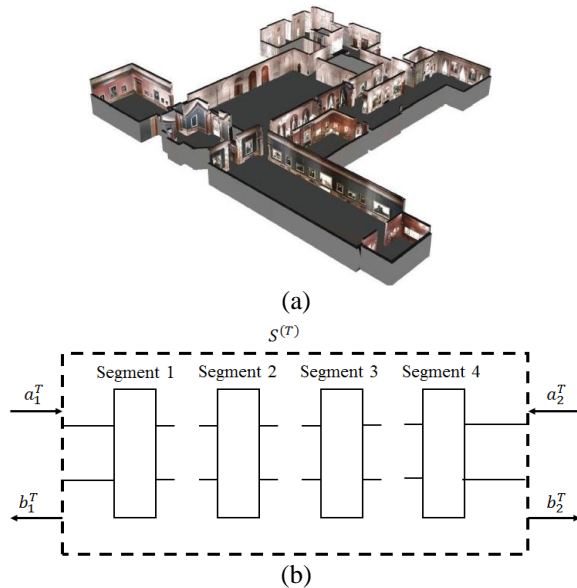 (a)
S^{(T)}
Segment 1 Segment 2 Segment 3 Segment 4
a_1^T a_2^T
b_1^T b_2^T
(b)